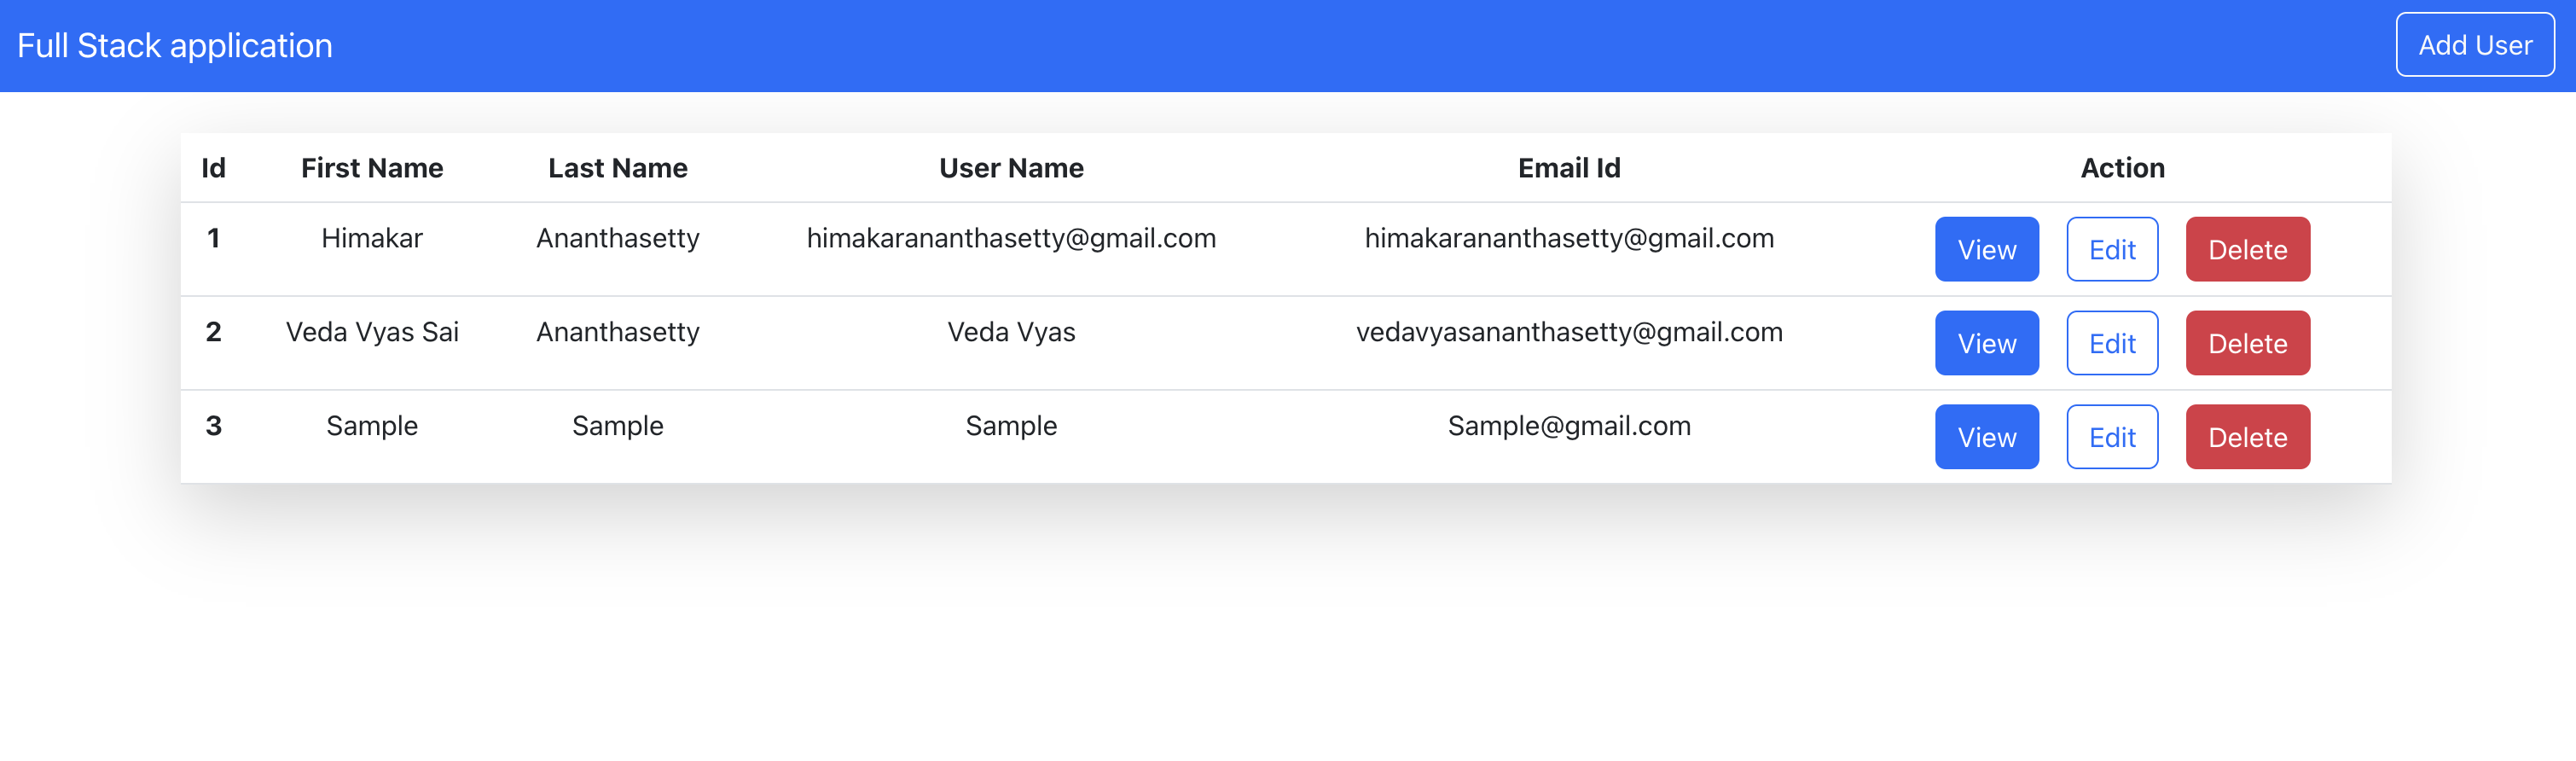 Full Stack application Add User
Id First Name Last Name User Name Email Id Action
1 Himakar Ananthasetty himakarananthasetty@gmail.com himakarananthasetty@gmail.com View Edit Delete
2 Veda Vyas Sai Ananthasetty Veda Vyas vedavyasananthasetty@gmail.com View Edit Delete
3 Sample Sample Sample Sample@gmail.com View Edit Delete